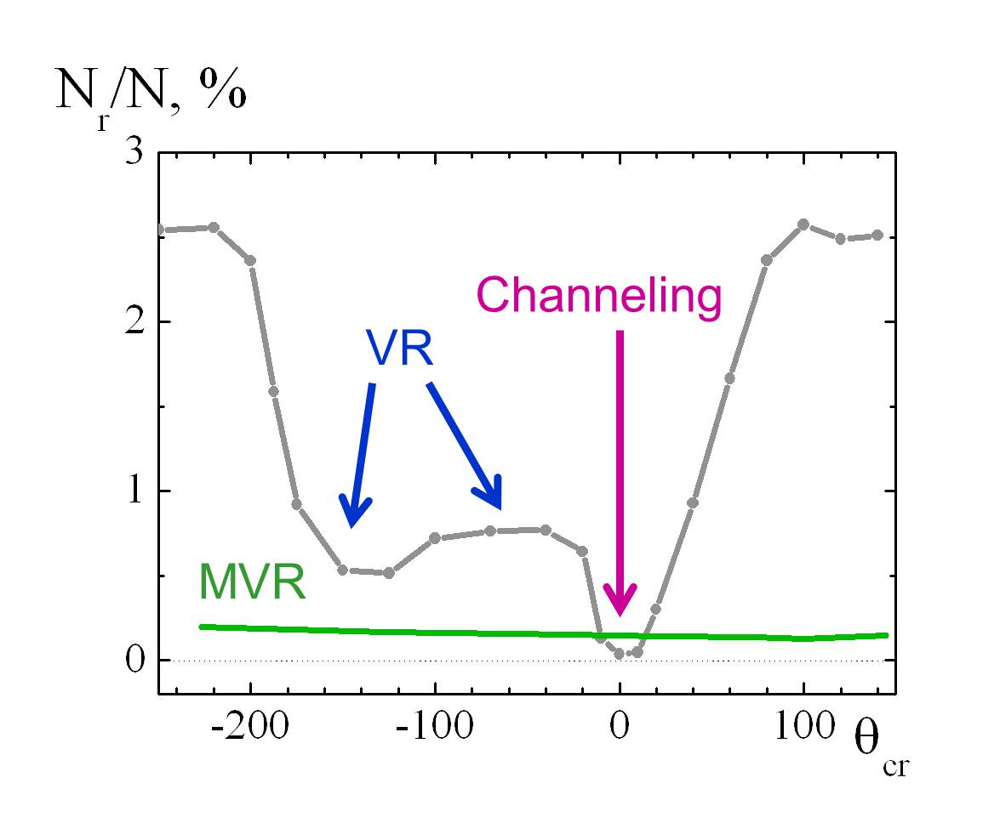 Nr/N, %
3
Channeling
2
VR
1
MVR
0
-200 -100 0 100 θcr